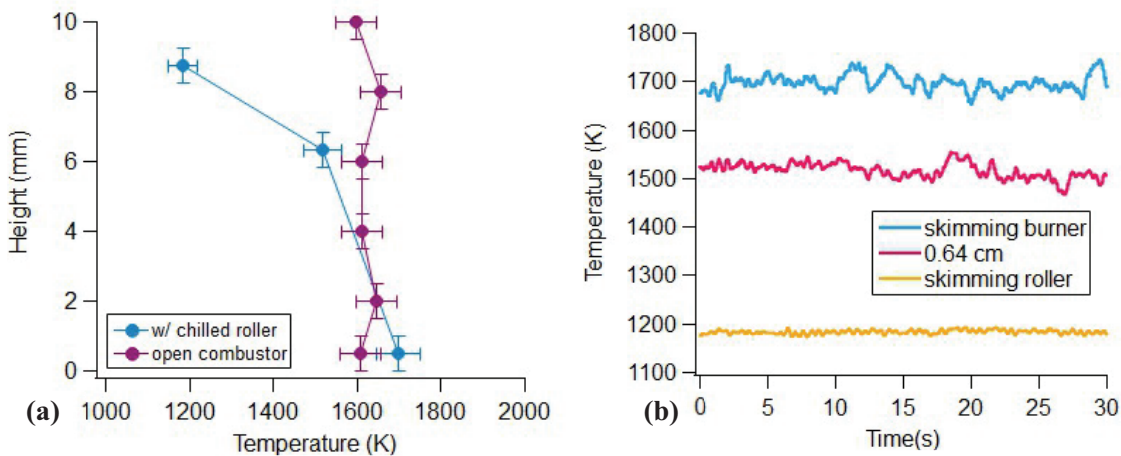 10
8
6
4
2
0
Height (mm)
w/ chilled roller
open combustor
1000 1200 1400 1600 1800 2000
Temperature (K)
(a)
1800
1700
1600
1500
1400
1300
1200
1100
Temperature (K)
skimming burner
0.64 cm
skimming roller
0 5 10 15 20 25 30
Time(s)
(b)